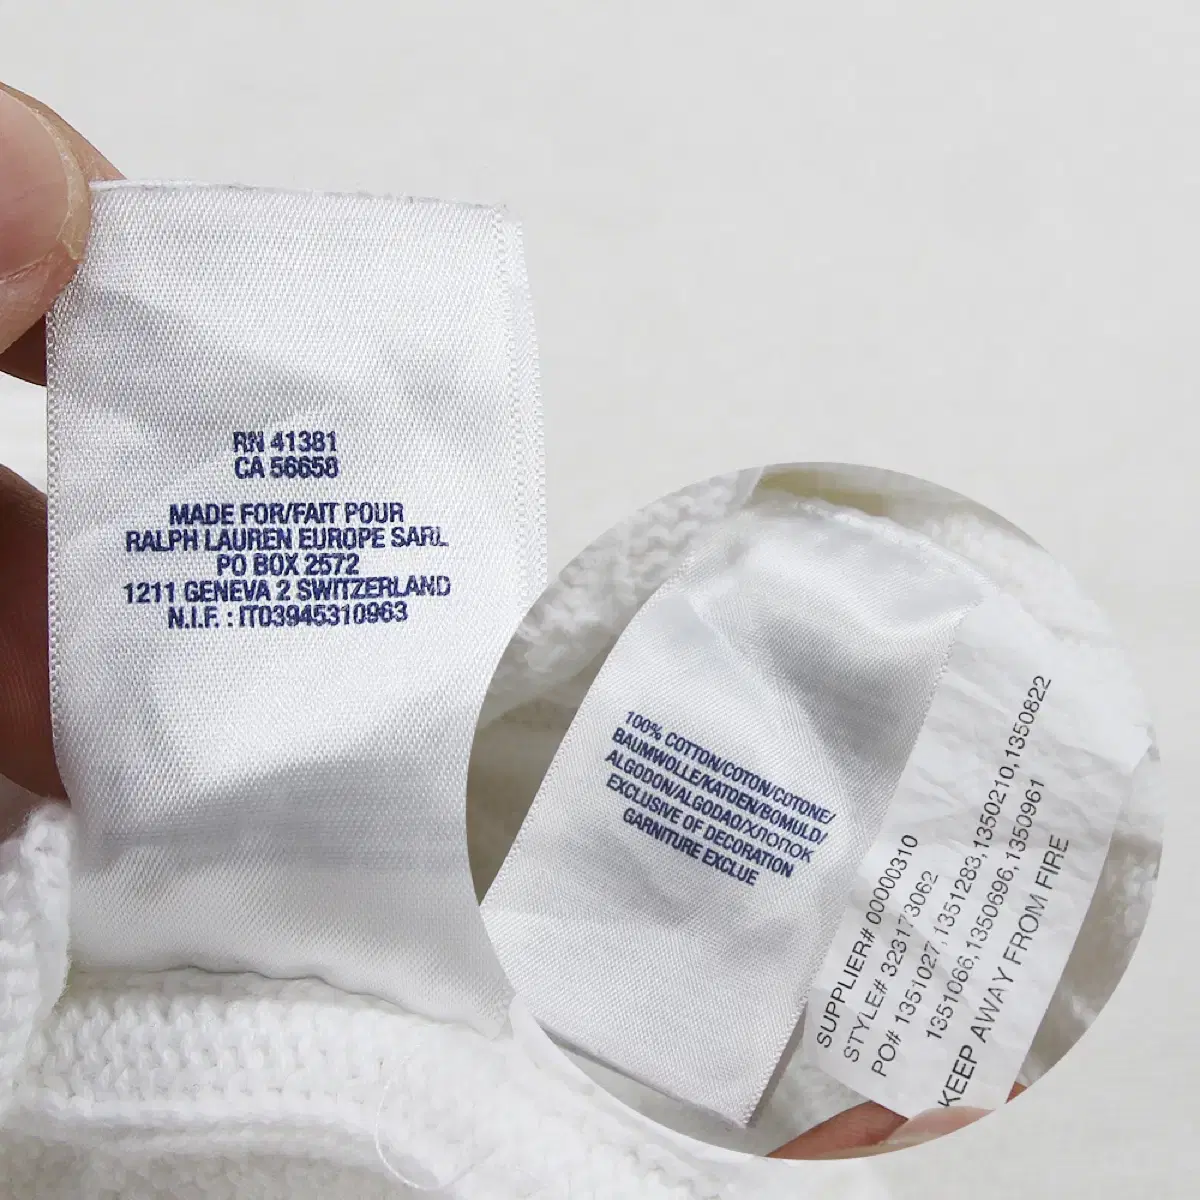 RN 41381
CA 56658
MADE FOR/FAIT POUR
RALPH LAUREN EUROPE SARL
PO BOX 2572
1211 GENEVA 2 SWITZERLAND
N.I.F. : IT03945310963
100% COTTON/COTON/COTONE/
BAUMWOLLE/KATOEN/BOMULD/
ALGODON/ALGODAO/ХЛОПОК
EXCLUSIVE OF DECORATION
GARNITURE EXCLUE
SUPPLIER# 00000310
STYLE# 323173062
PO# 1351027,1351283,1350210,1350822
1351066,1350696,1350961
KEEP AWAY FROM FIRE